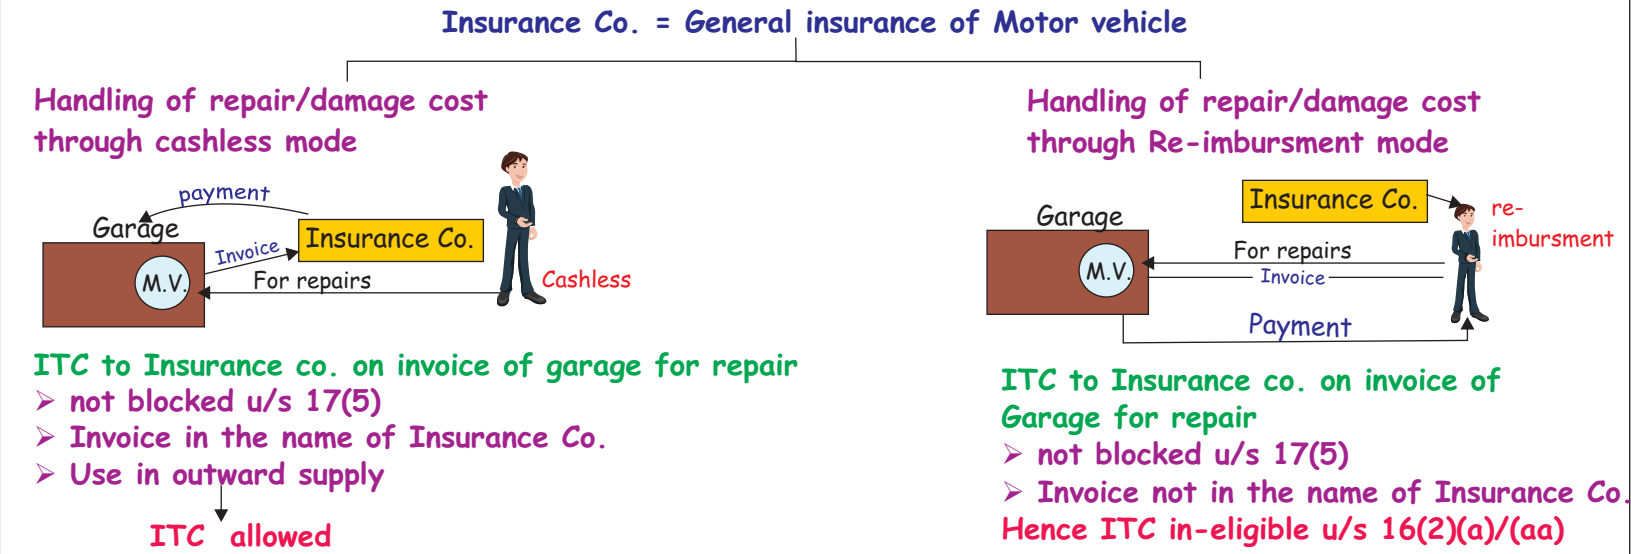 Insurance Co. = General insurance of Motor vehicle
Handling of repair/damage cost
through cashless mode
payment
Garage
Invoice
Insurance Co.
M.V.
For repairs
Cashless
ITC to Insurance co. on invoice of garage for repair
➢ not blocked u/s 17(5)
➢ Invoice in the name of Insurance Co.
➢ Use in outward supply
ITC allowed
Handling of repair/damage cost
through Re-imbursment mode
Insurance Co.
re-
imbursment
Garage
For repairs
M.V.
Invoice
Payment
ITC to Insurance co. on invoice of
Garage for repair
➢ not blocked u/s 17(5)
➢ Invoice not in the name of Insurance Co.
Hence ITC in-eligible u/s 16(2)(a)/(aa)